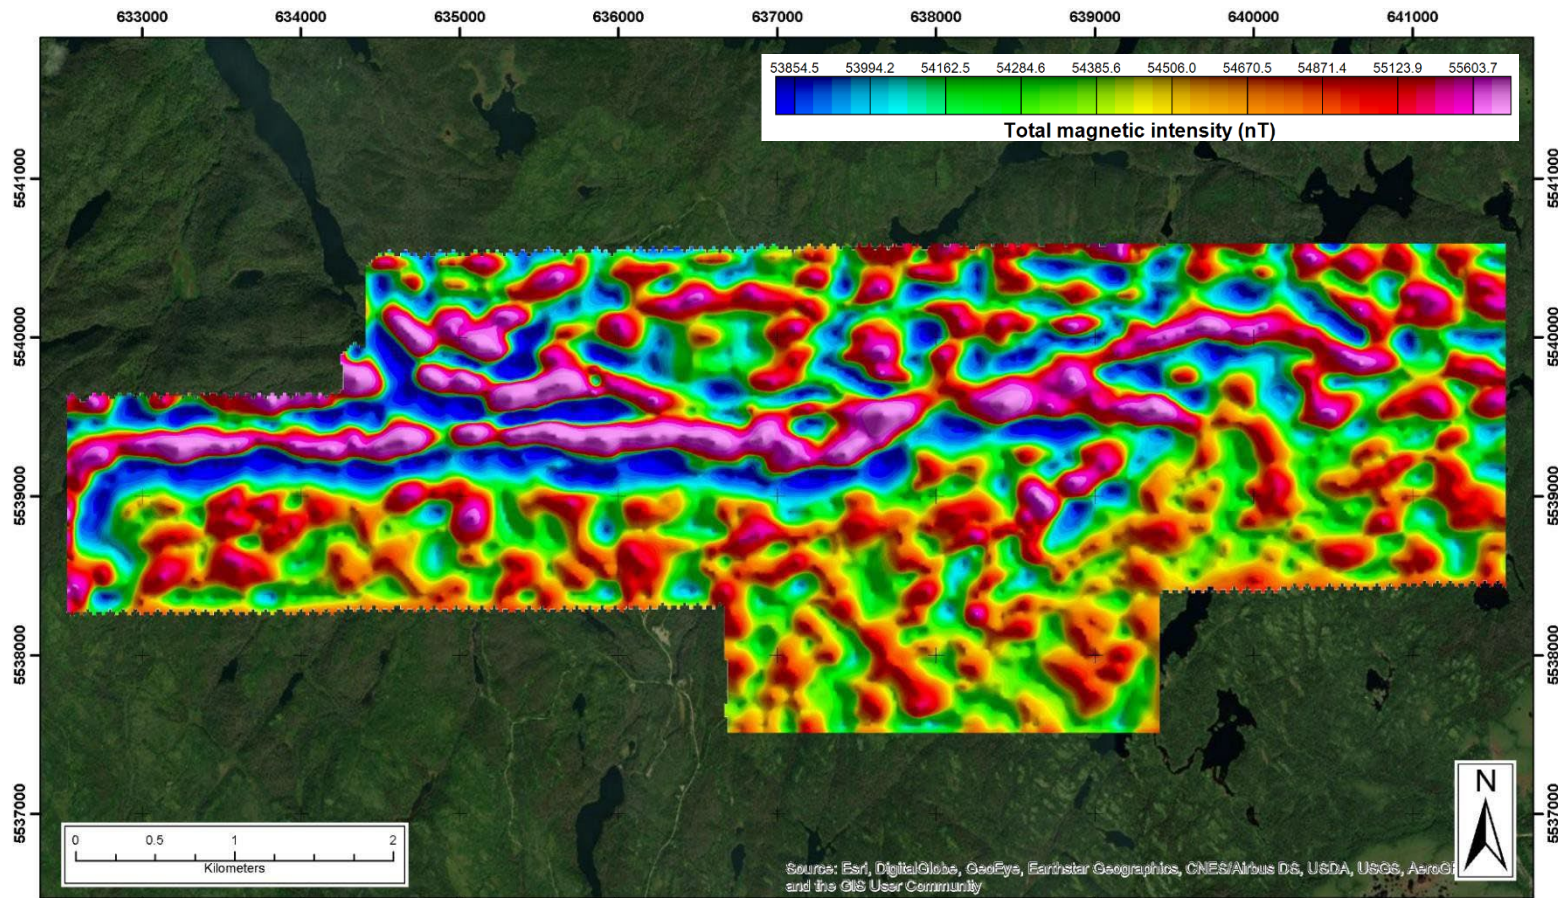 633000 634000 635000 636000 637000 638000 639000 640000 641000
53854.5 53994.2 54162.5 54284.6 54385.6 54506.0 54670.5 54871.4 55123.9 55603.7
Total magnetic intensity (nT)
5541000 5541000
5540000 5540000
5539000 5539000
5538000 5538000
5537000 5537000
N
0 0.5 1 2
Kilometers
Source: Esri, DigitalGlobe, GeoEye, Earthstar Geographics, CNES/Airbus DS, USDA, USGS,
and the GIS User Community